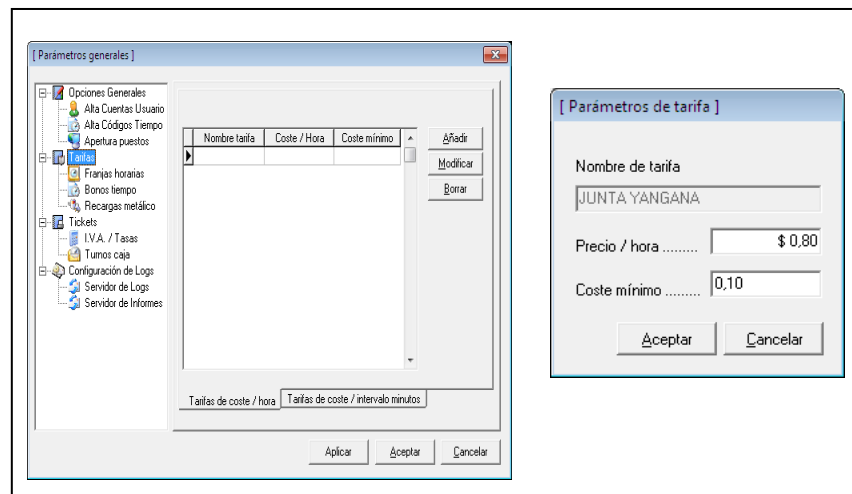 [ Parámetros generales ]
Opciones Generales
Alta Cuentas Usuario
Alta Códigos Tiempo
Apertura puestos
Tarifas
Franjas horarias
Bonos tiempo
Recargas metálico
Tickets
I.V.A. / Tasas
Turnos caja
Configuración de Logs
Servidor de Logs
Servidor de Informes
Nombre tarifa Coste / Hora Coste mínimo
Añadir
Modificar
Borrar
Tarifas de coste / hora Tarifas de coste / intervalo minutos
Aplicar Aceptar Cancelar
[ Parámetros de tarifa ]
Nombre de tarifa
JUNTA YANGANA
Precio / hora ......... $ 0,80
Coste mínimo ......... 0,10
Aceptar Cancelar